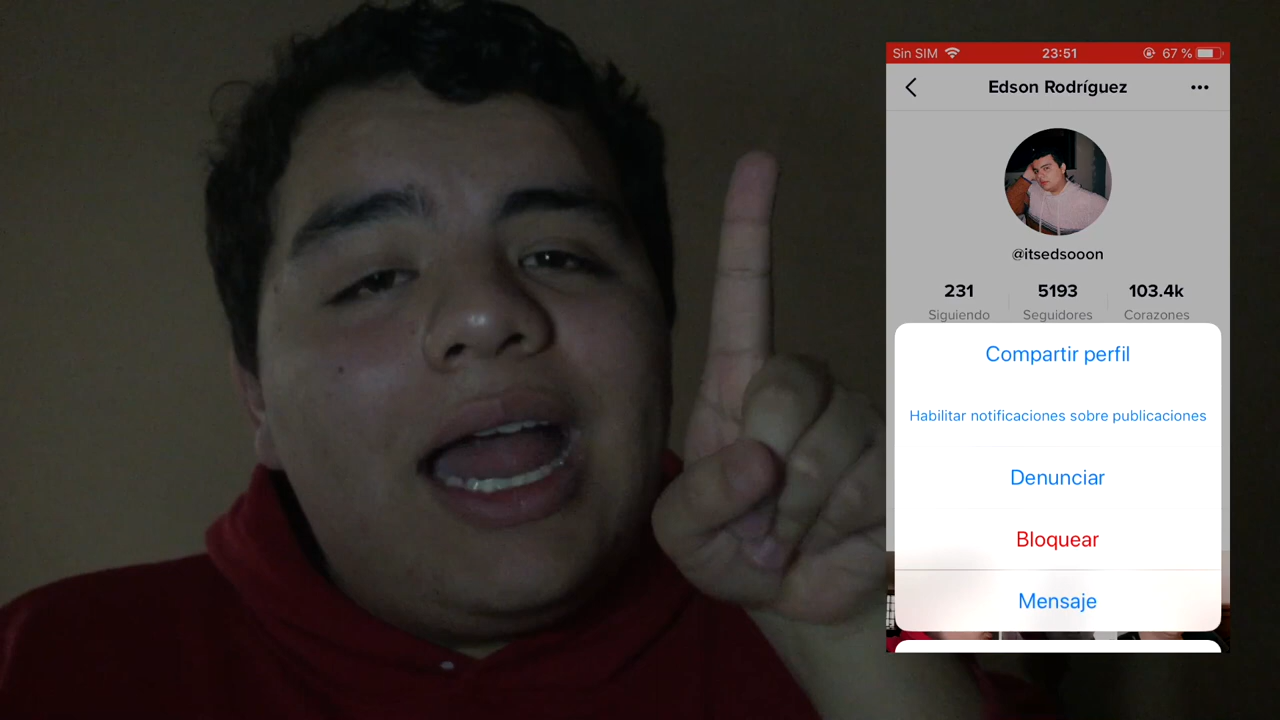 Sin SIM 23:51 67 %
Edson Rodríguez
@itsedsooon
231 5193 103.4k
Siguiendo Seguidores Corazones
Compartir perfil
Habilitar notificaciones sobre publicaciones
Denunciar
Bloquear
Mensaje